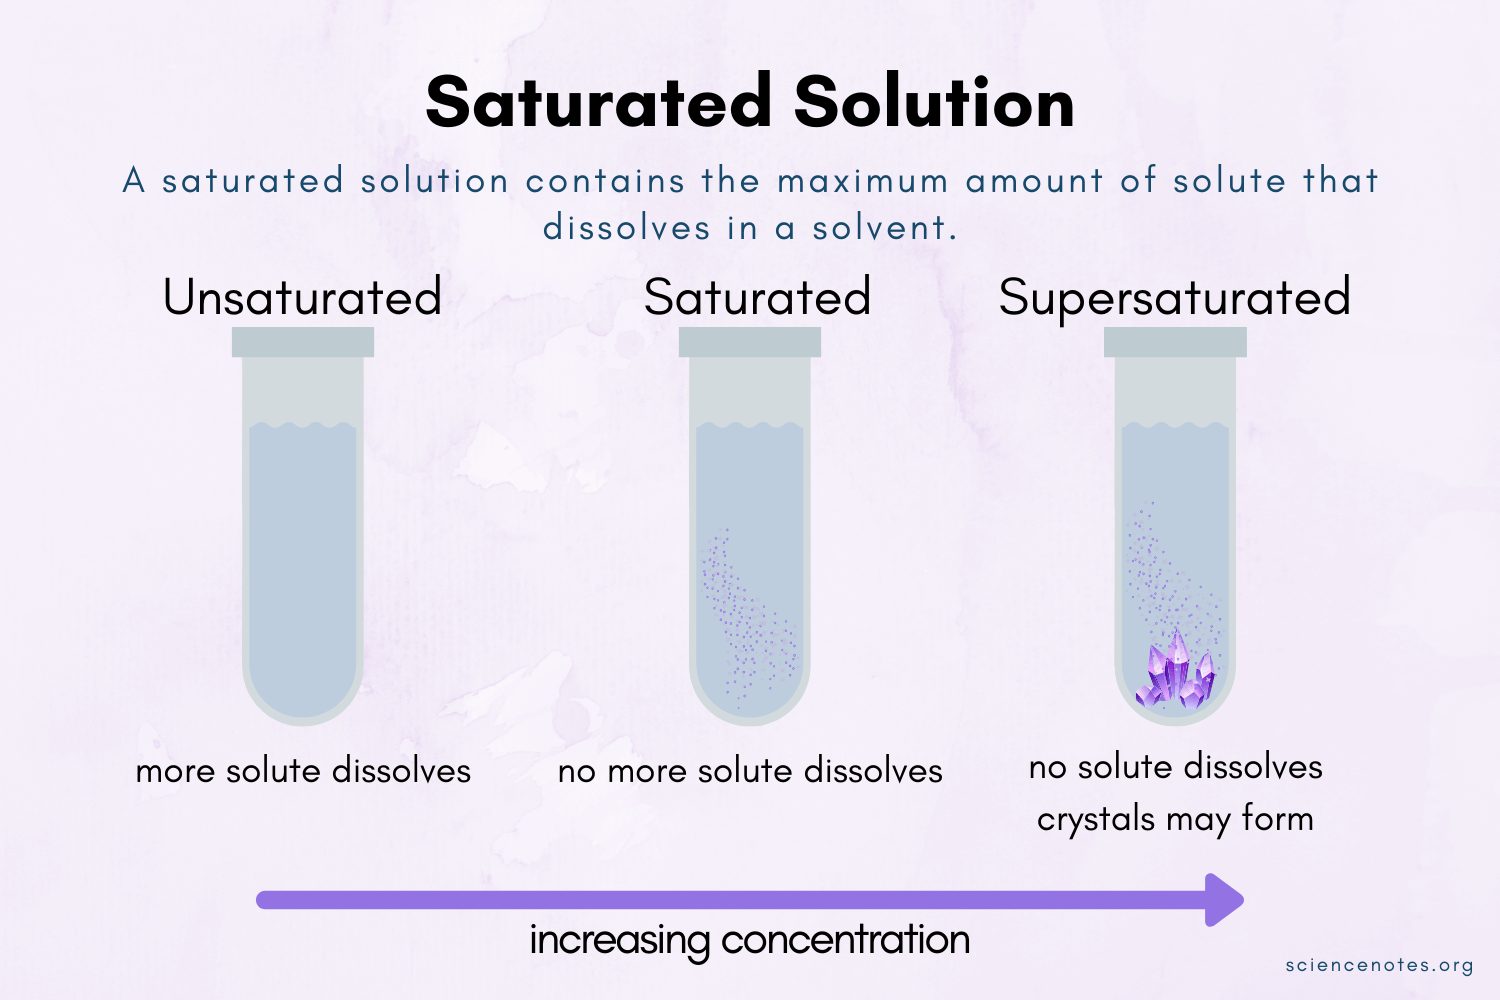 Saturated Solution
A saturated solution contains the maximum amount of solute that
dissolves in a solvent.
Unsaturated
Saturated
Supersaturated
more solute dissolves
no more solute dissolves
no solute dissolves
crystals may form
increasing concentration
sciencenotes.org